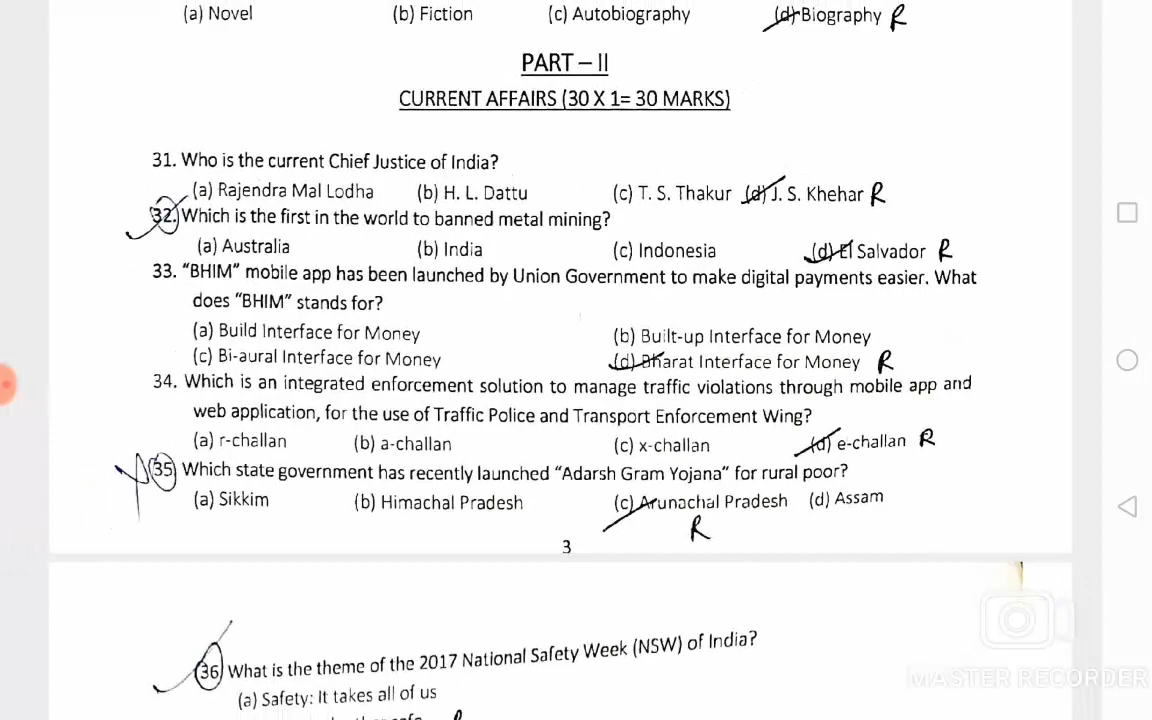 (a) Novel (b) Fiction (c) Autobiography (d) Biography R
PART – II
CURRENT AFFAIRS (30 X 1= 30 MARKS)
31. Who is the current Chief Justice of India?
(a) Rajendra Mal Lodha (b) H. L. Dattu (c) T. S. Thakur (d) J. S. Khehar R
32. Which is the first in the world to banned metal mining?
(a) Australia (b) India (c) Indonesia (d) El Salvador R
33. “BHIM” mobile app has been launched by Union Government to make digital payments easier. What
does “BHIM” stands for?
(a) Build Interface for Money (b) Built-up Interface for Money
(c) Bi-aural Interface for Money (d) Bharat Interface for Money R
34. Which is an integrated enforcement solution to manage traffic violations through mobile app and
web application, for the use of Traffic Police and Transport Enforcement Wing?
(a) r-challan (b) a-challan (c) x-challan (d) e-challan R
35 Which state government has recently launched “Adarsh Gram Yojana” for rural poor?
(a) Sikkim (b) Himachal Pradesh (c) Arunachal Pradesh (d) Assam
R
3
36 What is the theme of the 2017 National Safety Week (NSW) of India?
(a) Safety: It takes all of us
MASTER RECORDER